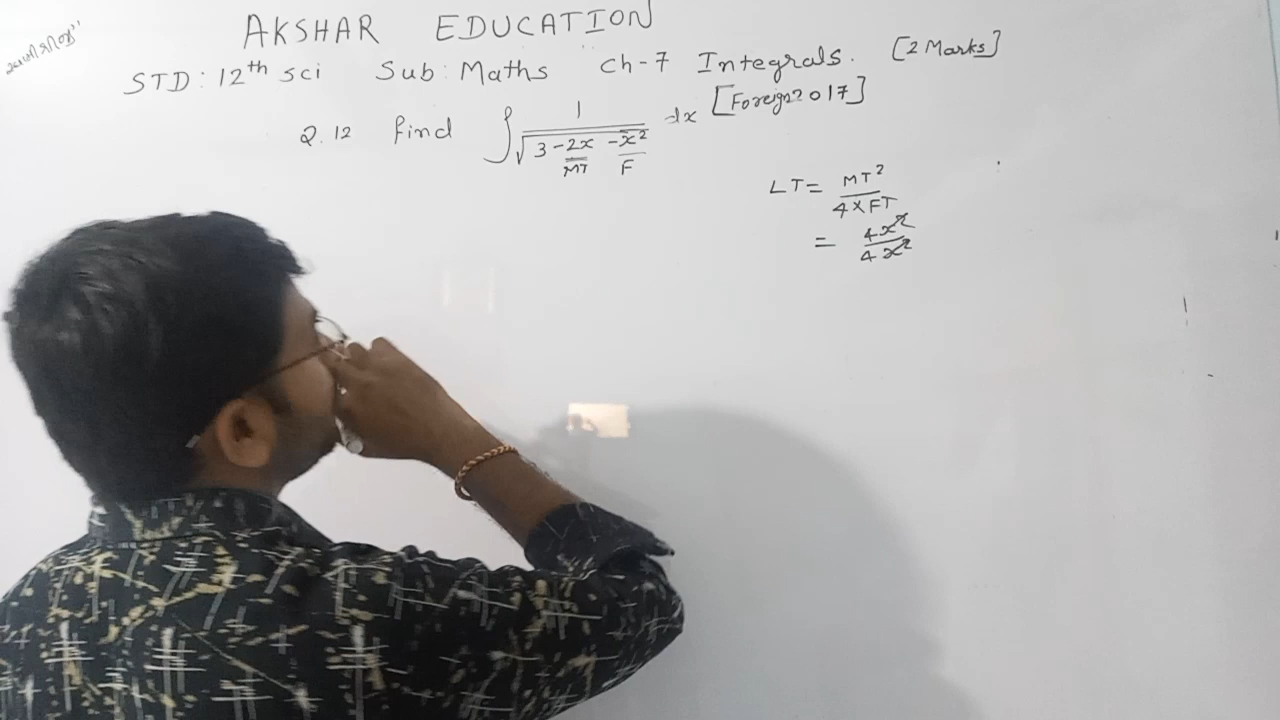 AKSHAR EDUCATION
STD: 12th sci Sub: Maths Ch-7 Integrals. [2 Marks]
Q.12 find ∫ 1/√(3 - 2x - x²) dx [Foreign 2017]
MT F
LT = MT²/4×FT
= 4x²/4x²